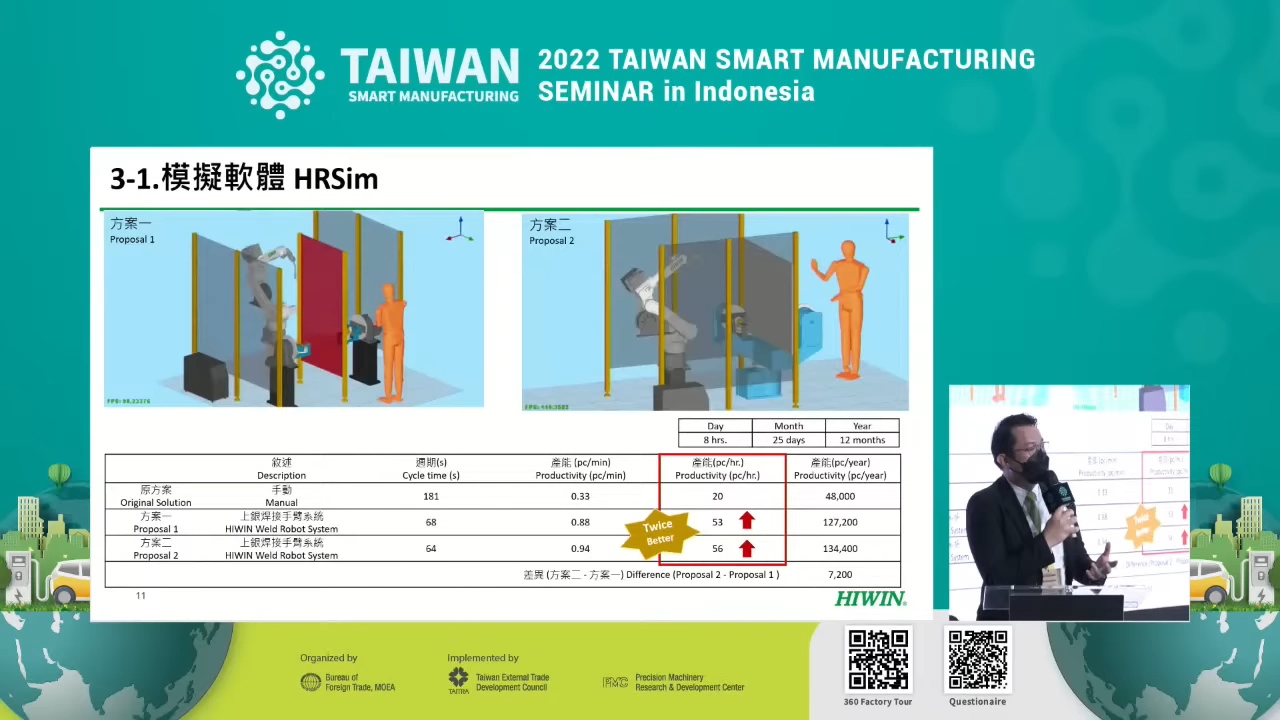 TAIWAN
SMART MANUFACTURING
2022 TAIWAN SMART MANUFACTURING
SEMINAR in Indonesia
3-1.模擬軟體 HRSim
方案一
Proposal 1
方案二
Proposal 2
Day Month Year
8 hrs. 25 days 12 months
敘述 週期(s) 產能 (pc/min) 產能(pc/hr.) 產能(pc/year)
Description Cycle time (s) Productivity (pc/min) Productivity (pc/hr.) Productivity (pc/year)
原方案 手動
Original Solution Manual 181 0.33 20 48,000
方案一 上銀焊接手臂系統
Proposal 1 HIWIN Weld Robot System 68 0.88 53 127,200
Twice
Better
方案二 上銀焊接手臂系統
Proposal 2 HIWIN Weld Robot System 64 0.94 56 134,400
差異 (方案二 - 方案一) Difference (Proposal 2 - Proposal 1 ) 7,200
11
HIWIN®
Organized by
Bureau of
Foreign Trade, MOEA
Implemented by
TAITRA
Taiwan External Trade
Development Council
PMC
Precision Machinery
Research & Development Center
360 Factory Tour
Questionaire